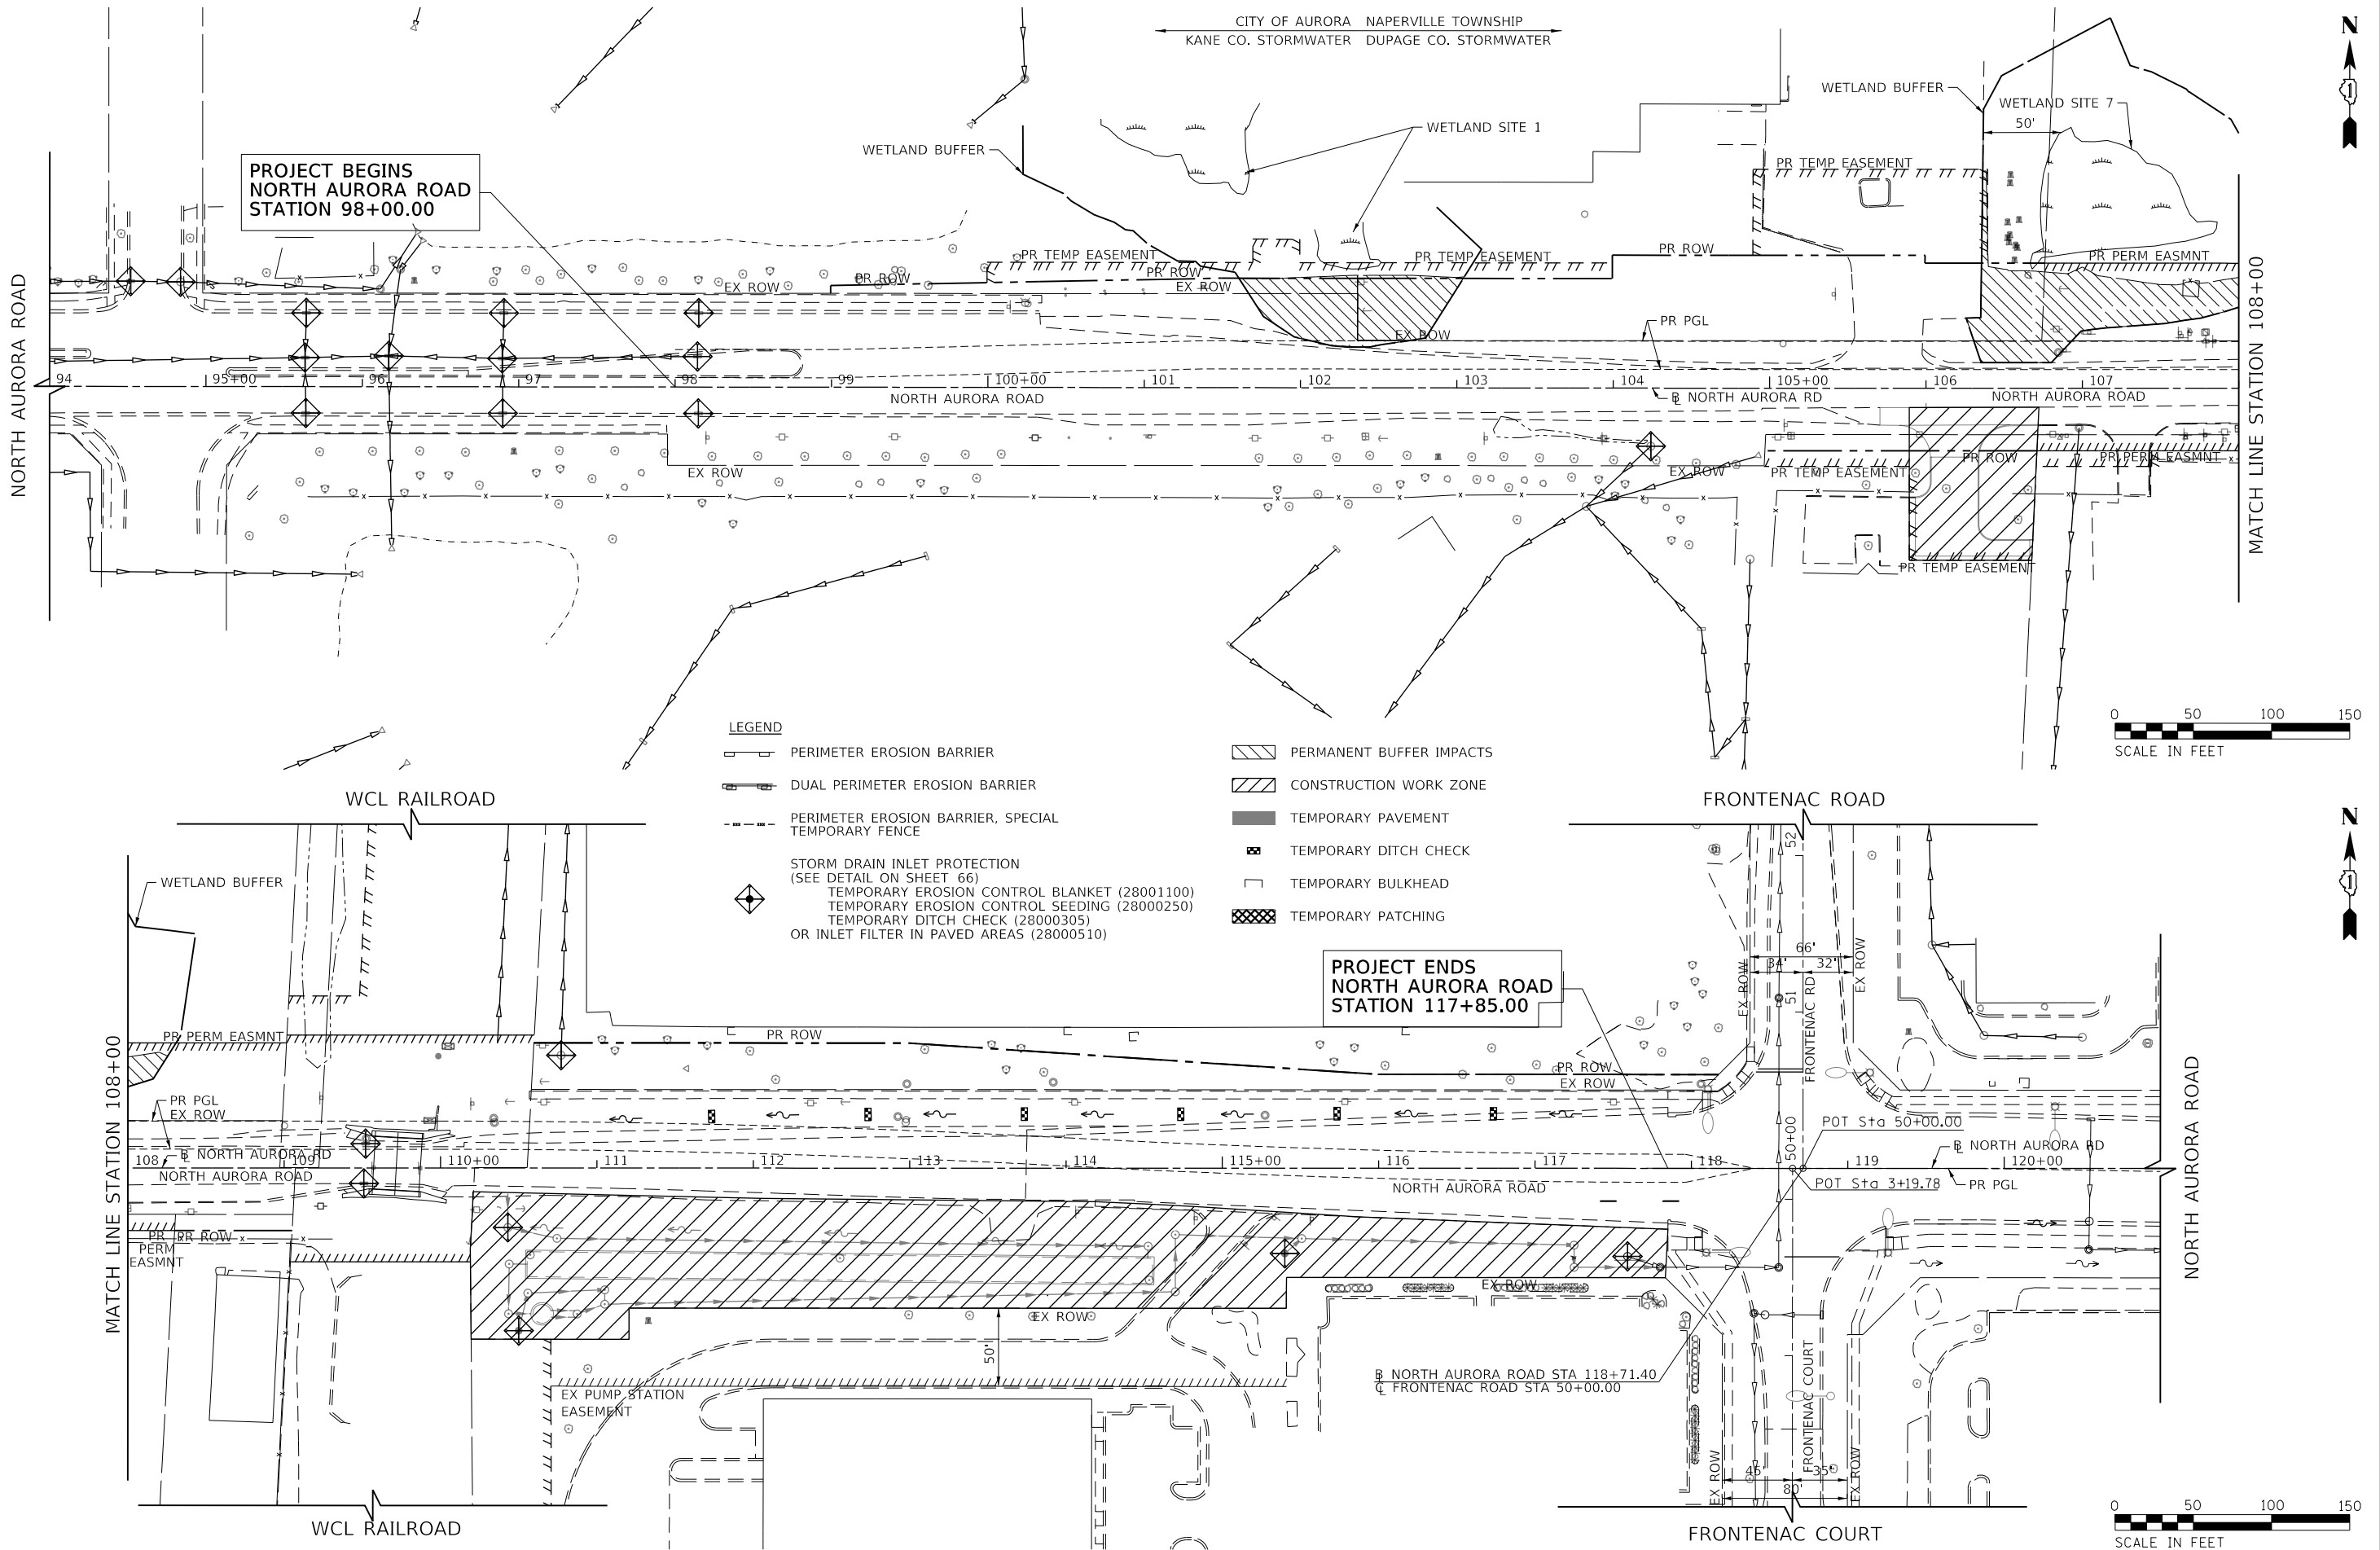 CITY OF AURORA NAPERVILLE TOWNSHIP
KANE CO. STORMWATER DUPAGE CO. STORMWATER
N
1
WETLAND BUFFER
WETLAND SITE 7
50'
WETLAND SITE 1
WETLAND BUFFER
PROJECT BEGINS
NORTH AURORA ROAD
STATION 98+00.00
PR TEMP EASEMENT
PR ROW
PR TEMP EASEMENT
PR TEMP EASEMENT
PR PERM EASMNT
PR ROW
PR ROW
EX ROW
EX ROW
EX ROW
PR PGL
NORTH AURORA ROAD
MATCH LINE STATION 108+00
94 95+00 96 97 98 99 100+00 101 102 103 104 105+00 106 107
NORTH AURORA ROAD
BL NORTH AURORA RD
NORTH AURORA ROAD
EX ROW
EX ROW
PR TEMP EASEMENT
PR ROW
PR PERM EASMNT
PR TEMP EASEMENT
0 50 100 150
SCALE IN FEET
LEGEND
PERIMETER EROSION BARRIER
DUAL PERIMETER EROSION BARRIER
PERIMETER EROSION BARRIER, SPECIAL
TEMPORARY FENCE
STORM DRAIN INLET PROTECTION
(SEE DETAIL ON SHEET 66)
TEMPORARY EROSION CONTROL BLANKET (28001100)
TEMPORARY EROSION CONTROL SEEDING (28000250)
TEMPORARY DITCH CHECK (28000305)
OR INLET FILTER IN PAVED AREAS (28000510)
PERMANENT BUFFER IMPACTS
CONSTRUCTION WORK ZONE
TEMPORARY PAVEMENT
TEMPORARY DITCH CHECK
TEMPORARY BULKHEAD
TEMPORARY PATCHING
WCL RAILROAD
FRONTENAC ROAD
N
1
WETLAND BUFFER
52
66'
34' 32'
EX ROW
EX ROW
51
FRONTENAC RD
PROJECT ENDS
NORTH AURORA ROAD
STATION 117+85.00
PR PERM EASMNT
PR ROW
PR ROW
EX ROW
PR PGL
EX ROW
MATCH LINE STATION 108+00
NORTH AURORA ROAD
POT Sta 50+00.00
50+00
BL NORTH AURORA RD
BL NORTH AURORA RD
108 109 110+00 111 112 113 114 115+00 116 117 118 119 120+00
NORTH AURORA ROAD
NORTH AURORA ROAD
POT Sta 3+19.78
PR PGL
PR PR ROW
PERM
EASMNT
EX ROW
EX ROW
50'
BL NORTH AURORA ROAD STA 118+71.40
CL FRONTENAC ROAD STA 50+00.00
EX PUMP STATION
EASEMENT
FRONTENAC COURT
EX ROW
EX ROW
45' 35'
80'
WCL RAILROAD
FRONTENAC COURT
0 50 100 150
SCALE IN FEET